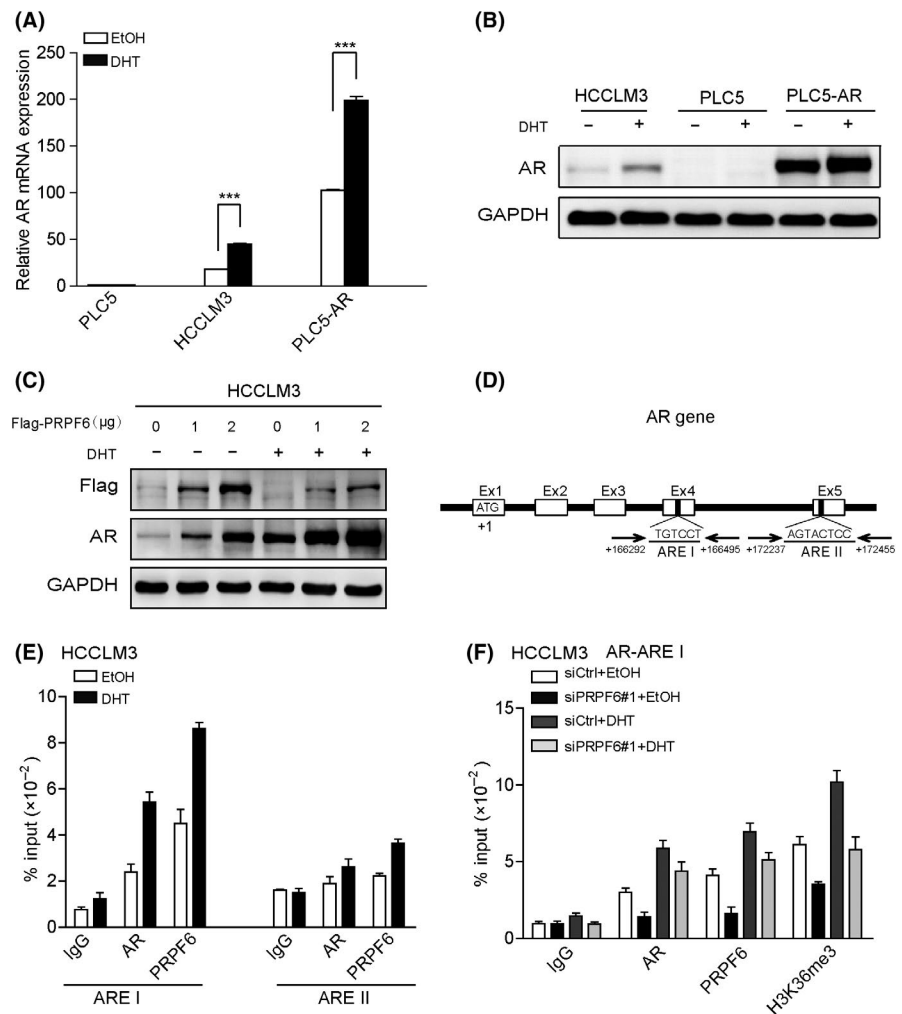 (A)
EtOH
DHT
Relative AR mRNA expression
250
200
150
100
50
0
***
***
PLC5
HCCLM3
PLC5-AR
(B)
HCCLM3 PLC5 PLC5-AR
DHT − + − + − +
AR
GAPDH
(C)
HCCLM3
Flag-PRPF6 (μg) 0 1 2 0 1 2
DHT − − − + + +
Flag
AR
GAPDH
(D)
AR gene
Ex1 Ex2 Ex3 Ex4 Ex5
ATG
+1
TGTCCT AGTACTCC
+166292 ARE I +166495 +172237 ARE II +172455
(E) HCCLM3
EtOH
DHT
% input (×10−2)
10
8
6
4
2
0
IgG AR PRPF6 IgG AR PRPF6
ARE I ARE II
(F) HCCLM3 AR-ARE I
siCtrl+EtOH
siPRPF6#1+EtOH
siCtrl+DHT
siPRPF6#1+DHT
% input (×10−2)
15
10
5
0
IgG AR PRPF6 H3K36me3